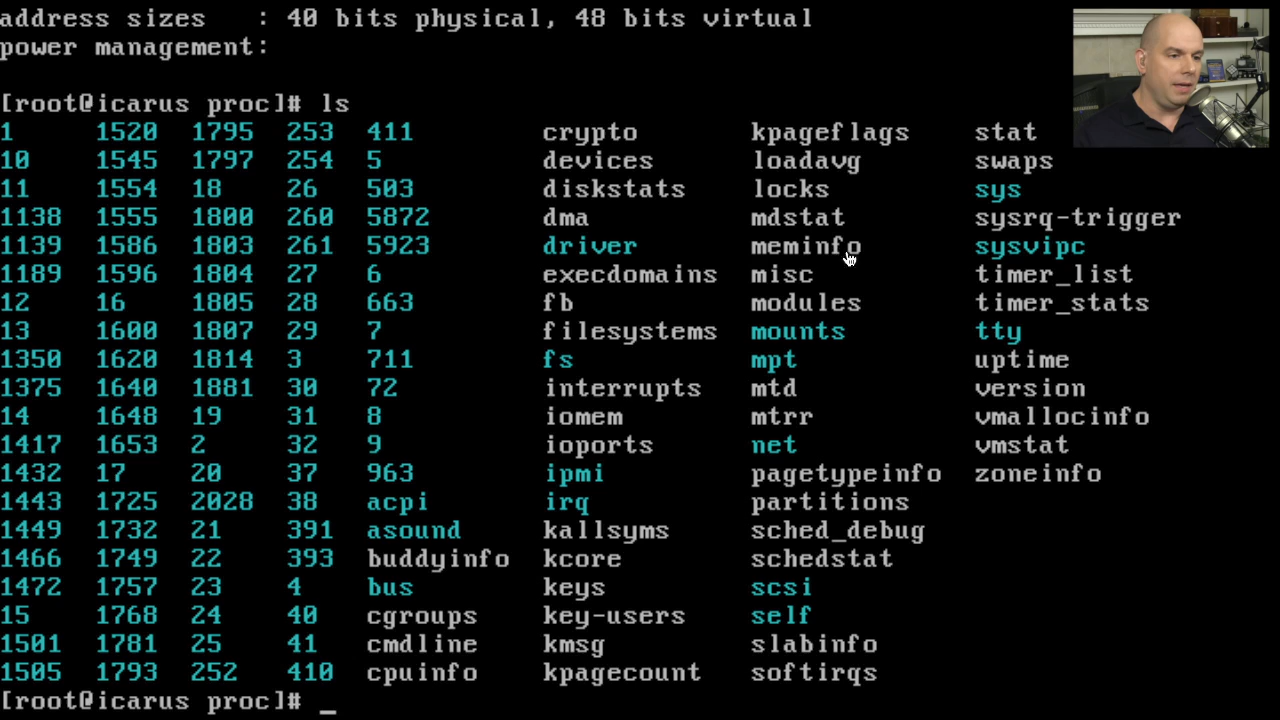 address sizes   : 40 bits physical, 48 bits virtual
power management:
[root@icarus proc]# ls
1     1520  1795  253  411        crypto       kpageflags    stat
10    1545  1797  254  5          devices      loadavg       swaps
11    1554  18    26   503        diskstats    locks         sys
1138  1555  1800  260  5872       dma          mdstat        sysrq-trigger
1139  1586  1803  261  5923       driver       meminfo       sysvipc
1189  1596  1804  27   6          execdomains  misc          timer_list
12    16    1805  28   663        fb           modules       timer_stats
13    1600  1807  29   7          filesystems  mounts        tty
1350  1620  1814  3    711        fs           mpt           uptime
1375  1640  1881  30   72         interrupts   mtd           version
14    1648  19    31   8          iomem        mtrr          vmallocinfo
1417  1653  2     32   9          ioports      net           vmstat
1432  17    20    37   963        ipmi         pagetypeinfo  zoneinfo
1443  1725  2028  38   acpi       irq          partitions
1449  1732  21    391  asound     kallsyms     sched_debug
1466  1749  22    393  buddyinfo  kcore        schedstat
1472  1757  23    4    bus        keys         scsi
15    1768  24    40   cgroups    key-users    self
1501  1781  25    41   cmdline    kmsg         slabinfo
1505  1793  252   410  cpuinfo    kpagecount   softirqs
[root@icarus proc]# _